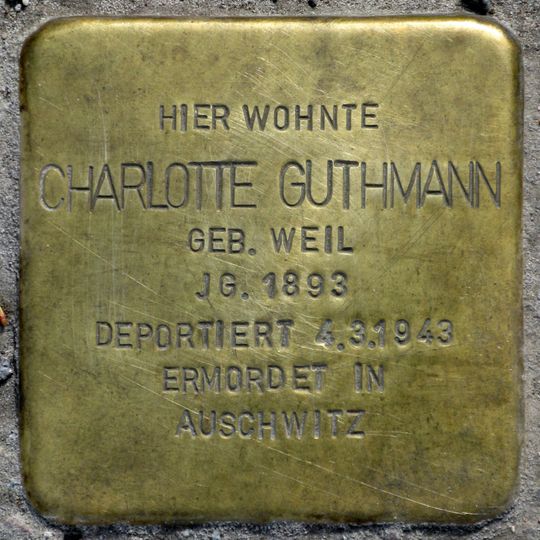 HIER WOHNTE
CHARLOTTE GUTHMANN
GEB. WEIL
JG. 1893
DEPORTIERT 4.3.1943
ERMORDET IN
AUSCHWITZ